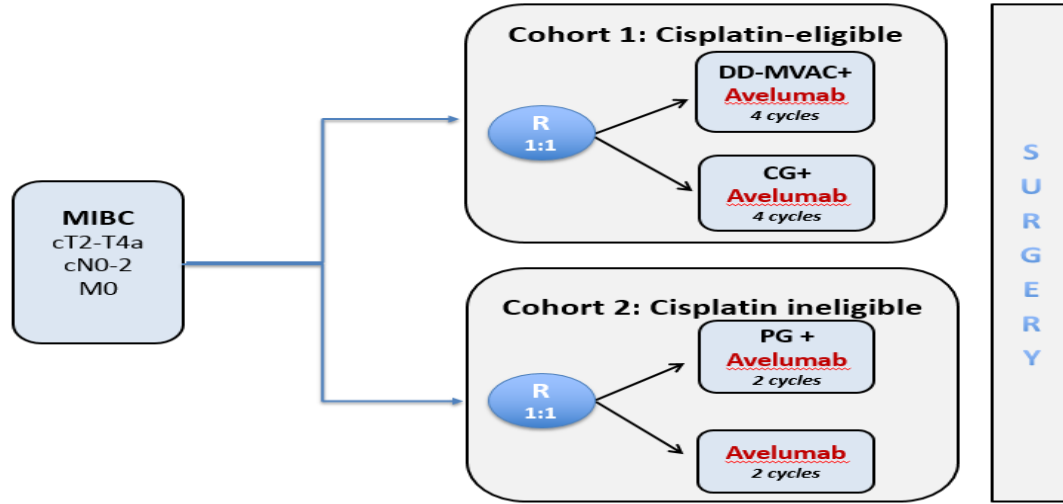 MIBC
cT2-T4a
cN0-2
M0
Cohort 1: Cisplatin-eligible
R
1:1
DD-MVAC+
Avelumab
4 cycles
CG+
Avelumab
4 cycles
Cohort 2: Cisplatin ineligible
R
1:1
PG +
Avelumab
2 cycles
Avelumab
2 cycles
S
U
R
G
E
R
Y